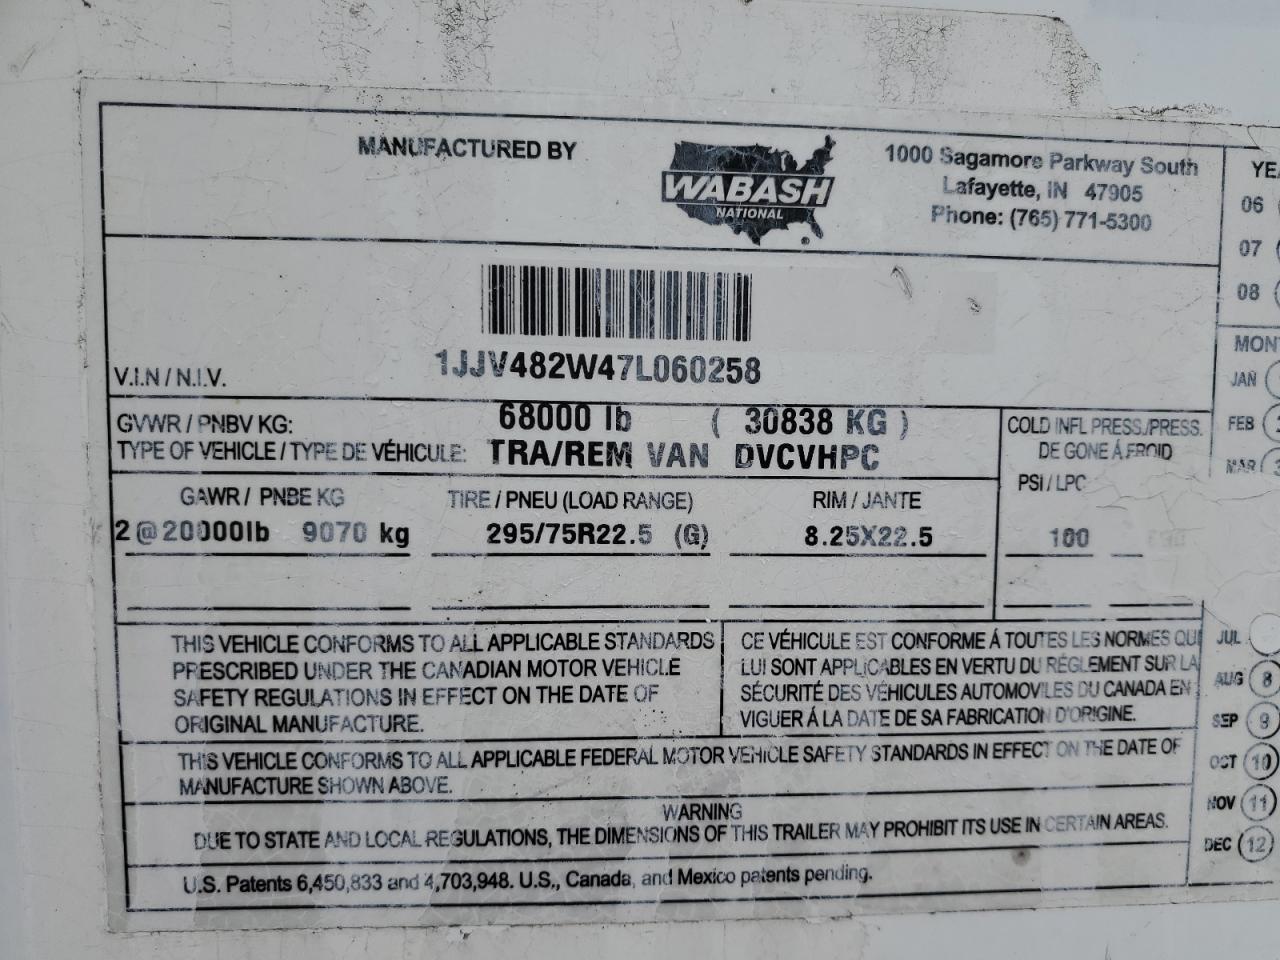 MANUFACTURED BY
WABASH
NATIONAL
®
1000 Sagamore Parkway South
Lafayette, IN 47905
Phone: (765) 771-5300
1JJV482W47L060258
V.I.N / N.I.V.
GVWR / PNBV KG: 68000 lb ( 30838 KG )
TYPE OF VEHICLE / TYPE DE VÉHICULE: TRA/REM VAN DVCVHPC
COLD INFL PRESS./PRESS.
DE GONE Á FROID
PSI / LPC
GAWR / PNBE KG TIRE / PNEU (LOAD RANGE) RIM / JANTE
2 @20000lb 9070 kg 295/75R22.5 (G) 8.25X22.5 100
THIS VEHICLE CONFORMS TO ALL APPLICABLE STANDARDS
PRESCRIBED UNDER THE CANADIAN MOTOR VEHICLE
SAFETY REGULATIONS IN EFFECT ON THE DATE OF
ORIGINAL MANUFACTURE.
CE VÉHICULE EST CONFORME Á TOUTES LES NORMES QUI
LUI SONT APPLICABLES EN VERTU DU RÉGLEMENT SUR LA
SÉCURITÉ DES VÉHICULES AUTOMOVILES DU CANADA EN
VIGUER Á LA DATE DE SA FABRICATION D'ORIGINE.
THIS VEHICLE CONFORMS TO ALL APPLICABLE FEDERAL MOTOR VEHICLE SAFETY STANDARDS IN EFFECT ON THE DATE OF
MANUFACTURE SHOWN ABOVE.
WARNING
DUE TO STATE AND LOCAL REGULATIONS, THE DIMENSIONS OF THIS TRAILER MAY PROHIBIT ITS USE IN CERTAIN AREAS.
U.S. Patents 6,450,833 and 4,703,948. U.S., Canada, and Mexico patents pending.
YEA
06
07
08
MONT
JAN
FEB
MAR 3
JUL
AUG 8
SEP 9
OCT 10
NOV 11
DEC 12